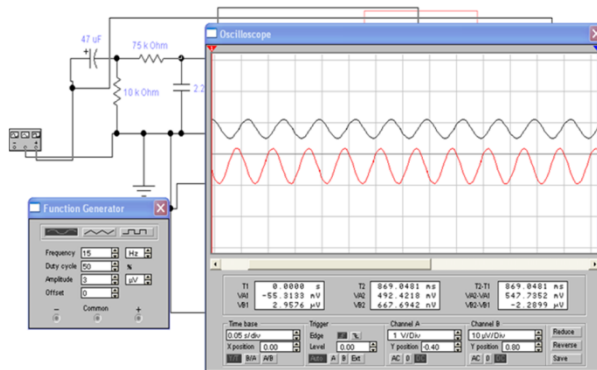 Oscilloscope
47 uF
75 k Ohm
10 k Ohm
2.2
Function Generator
Frequency 15 Hz
Duty cycle 50 %
Amplitude 3 µV
Offset 0
− Common +
T1 0.0000 s T2 869.0481 ms T2-T1 869.0481 ms
VA1 -55.3133 mV VA2 492.4218 mV VA2-VA1 547.7352 mV
VB1 2.9576 µV VB2 667.6942 nV VB2-VB1 -2.2899 µV
Time base Trigger Channel A Channel B
0.05 s/div Edge 1 V/Div 10 µV/Div Reduce
X position 0.00 Level 0.00 Y position -0.40 Y position 0.80 Reverse
Y/T B/A A/B Auto A B Ext AC 0 DC AC 0 DC Save